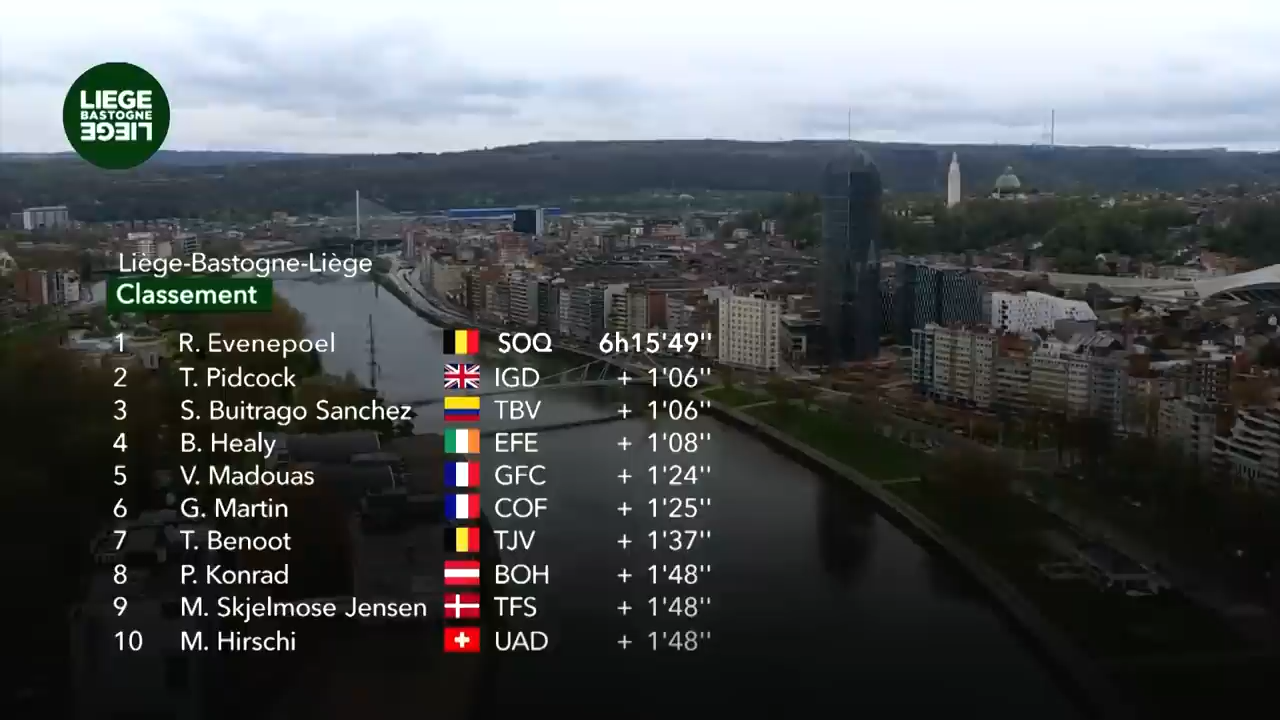 LIEGE
BASTOGNE
LIEGE
Liège-Bastogne-Liège
Classement
1 R. Evenepoel SOQ 6h15'49''
2 T. Pidcock IGD + 1'06''
3 S. Buitrago Sanchez TBV + 1'06''
4 B. Healy EFE + 1'08''
5 V. Madouas GFC + 1'24''
6 G. Martin COF + 1'25''
7 T. Benoot TJV + 1'37''
8 P. Konrad BOH + 1'48''
9 M. Skjelmose Jensen TFS + 1'48''
10 M. Hirschi UAD + 1'48''